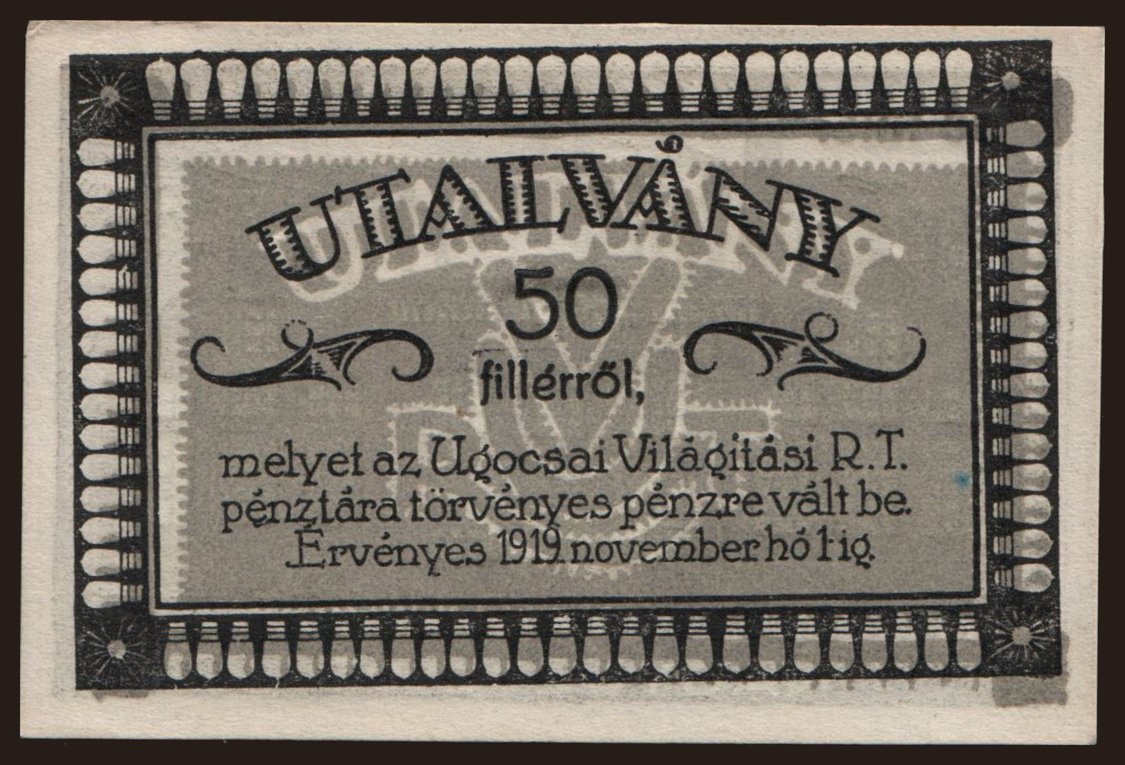 UTALVÁNY
50
fillérről,
melyet az Ugocsai Világitási R.T.
pénztára törvényes pénzre vált be.
Érvényes 1919. november hó 1 ig.